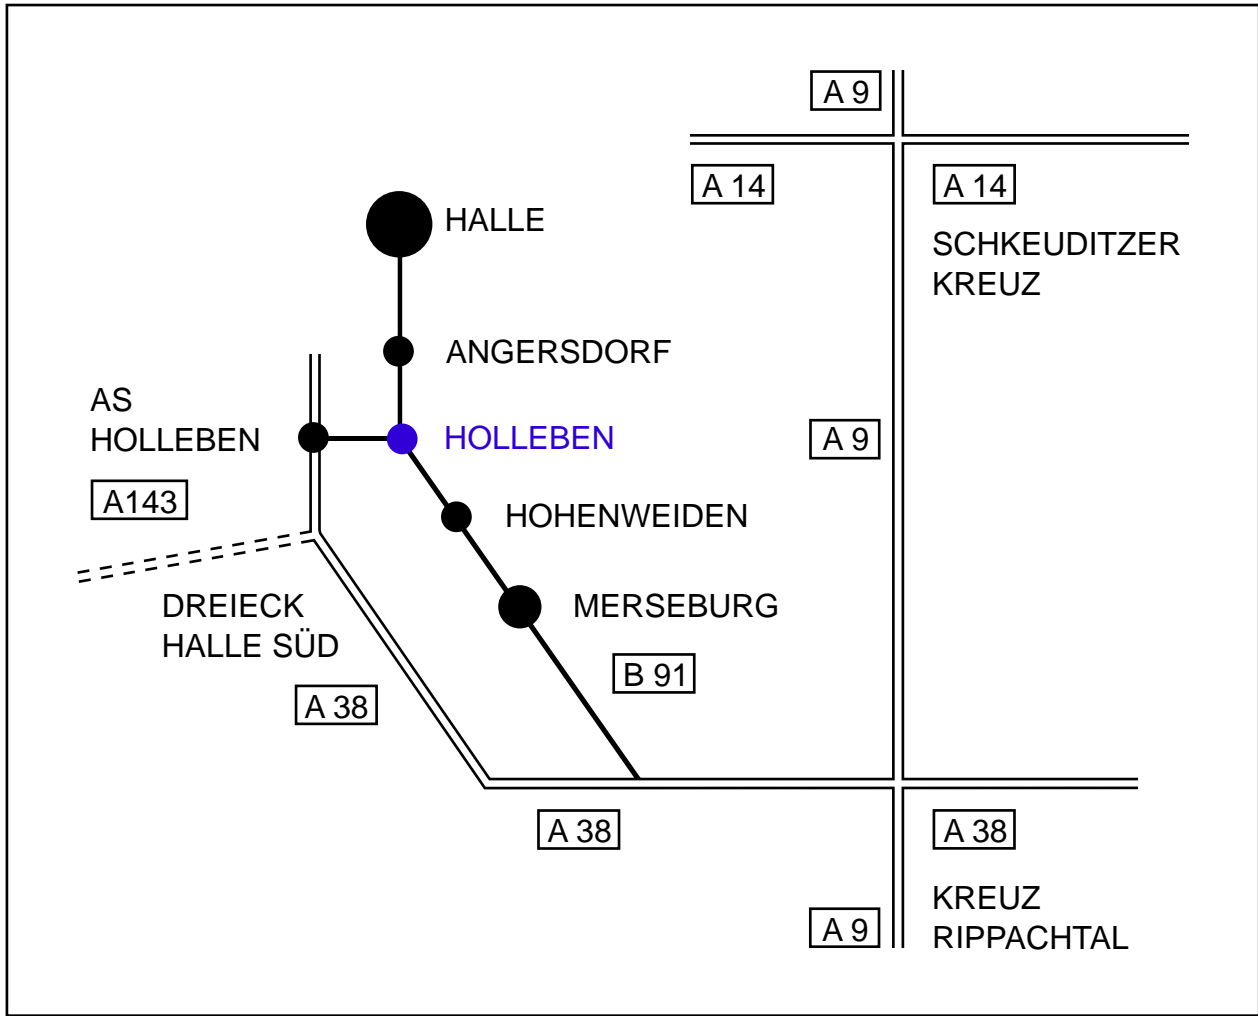 A 9
A 14
A 14
HALLE
SCHKEUDITZER
KREUZ
ANGERSDORF
AS
HOLLEBEN
HOLLEBEN
A 9
A143
HOHENWEIDEN
DREIECK
HALLE SÜD
MERSEBURG
B 91
A 38
A 38
A 38
KREUZ
RIPPACHTAL
A 9